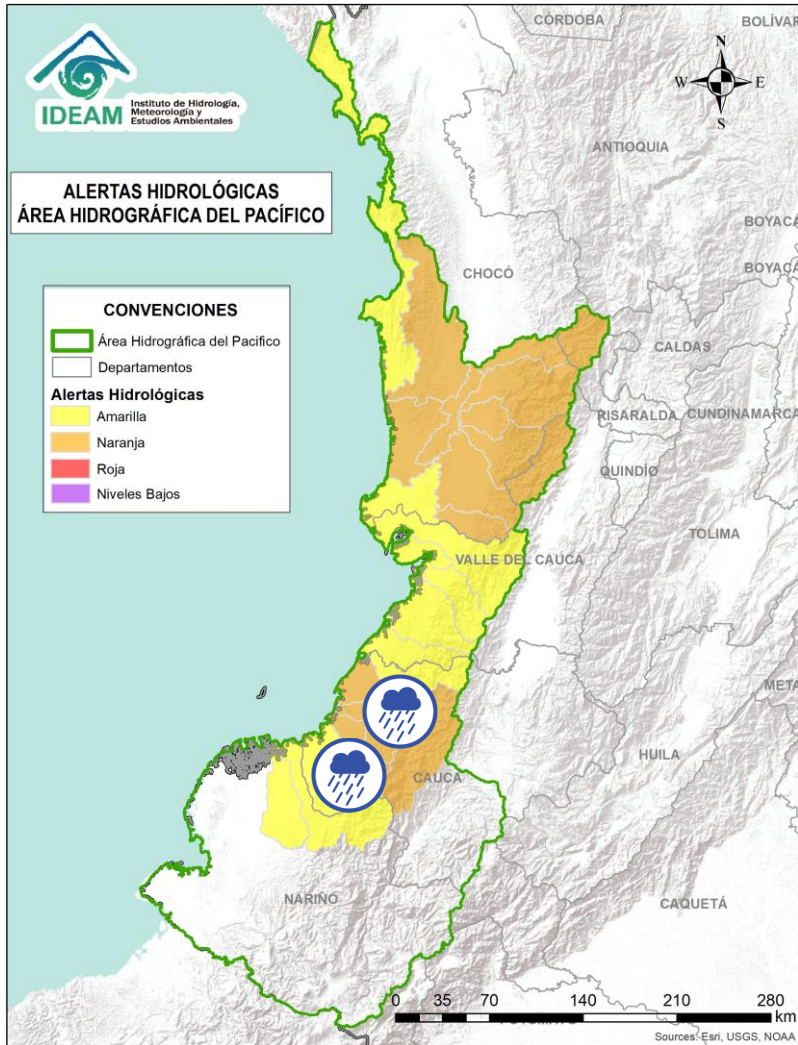 CÓRDOBA
BOLÍVAR
N
W E
S
IDEAM Instituto de Hidrología,
Meteorología y
Estudios Ambientales
ANTIOQUIA
ALERTAS HIDROLÓGICAS
ÁREA HIDROGRÁFICA DEL PACÍFICO
BOYACÁ
BOYACÁ
CHOCÓ
CONVENCIONES
Área Hidrográfica del Pacifico
Departamentos
Alertas Hidrológicas
Amarilla
Naranja
Roja
Niveles Bajos
CALDAS
RISARALDA
CUNDINAMARCA
QUINDÍO
TOLIMA
VALLE DEL CAUCA
META
HUILA
CAUCA
NARIÑO
CAQUETÁ
0 35 70 140 210 280
km
Sources: Esri, USGS, NOAA